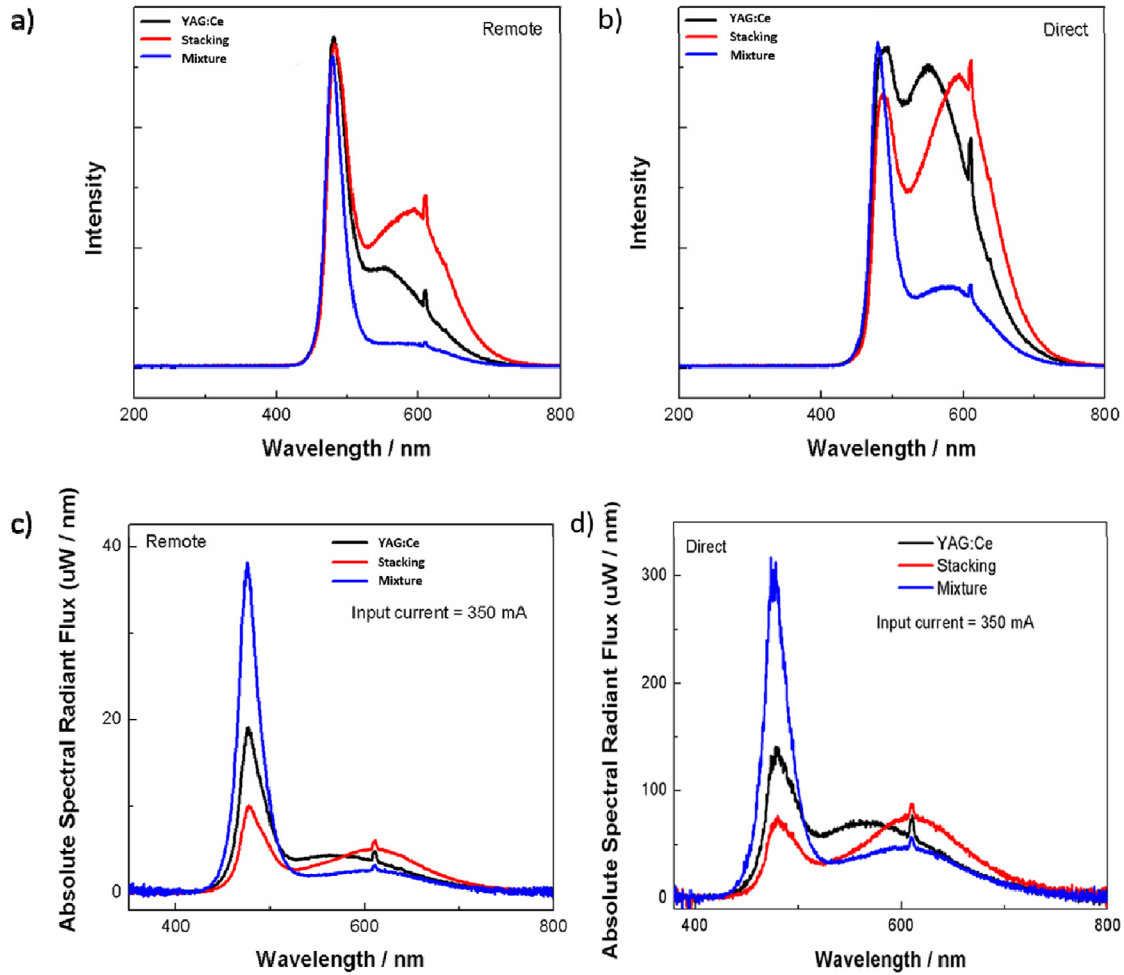 a)
YAG:Ce
Stacking
Mixture
Remote
Intensity
200
400
600
800
Wavelength / nm
b)
YAG:Ce
Stacking
Mixture
Direct
Intensity
200
400
600
800
Wavelength / nm
c)
Remote
YAG:Ce
Stacking
Mixture
Input current = 350 mA
Absolute Spectral Radiant Flux (uW / nm)
40
20
0
400
600
800
Wavelength / nm
d)
Direct
YAG:Ce
Stacking
Mixture
Input current = 350 mA
Absolute Spectral Radiant Flux (uW / nm)
300
200
100
0
400
600
800
Wavelength / nm